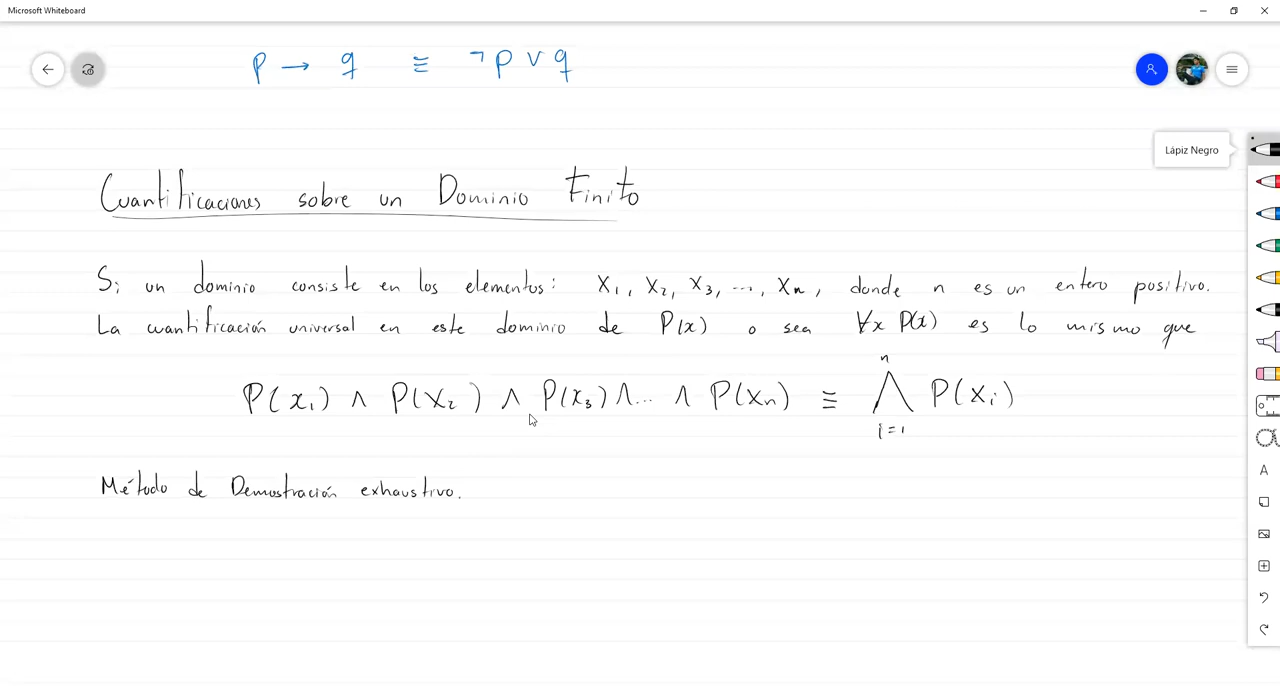 Microsoft Whiteboard
p → q ≡ ¬p ∨ q
Lápiz Negro
Cuantificaciones sobre un Dominio Finito
Si un dominio consiste en los elementos: x₁, x₂, x₃, ..., xₙ, donde n es un entero positivo.
La cuantificación universal en este dominio de P(x) o sea ∀x P(x) es lo mismo que
P(x₁) ∧ P(x₂) ∧ P(x₃) ∧ ... ∧ P(xₙ) ≡ ⋀ⁿᵢ₌₁ P(xᵢ)
Método de Demostración exhaustivo.
A